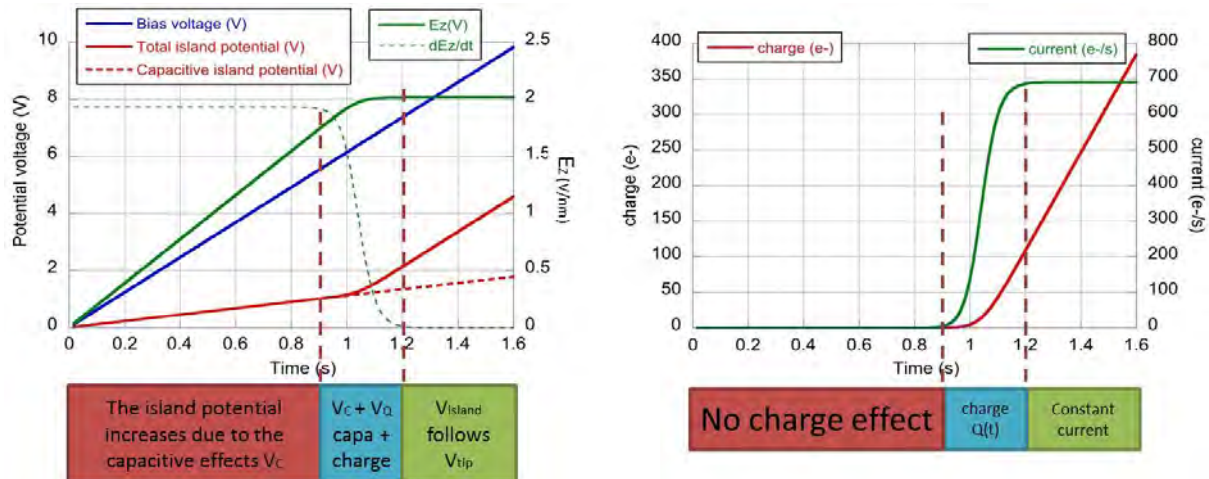 Bias voltage (V)
Total island potential (V)
Capacitive island potential (V)
Ez(V)
dEz/dt
10
8
6
4
2
0
Potential voltage (V)
2.5
2
1.5
1
0.5
0
Ez (V/nm)
0 0.2 0.4 0.6 0.8 1 1.2 1.4 1.6
Time (s)
The island potential
increases due to the
capacitive effects Vc
Vc + VQ
capa +
charge
Visland
follows
Vtip
charge (e-)
current (e-/s)
400
350
300
250
200
150
100
50
0
charge (e-)
800
700
600
500
400
300
200
100
0
current (e-/s)
0 0.2 0.4 0.6 0.8 1 1.2 1.4 1.6
Time (s)
No charge effect
charge
Q(t)
Constant
current